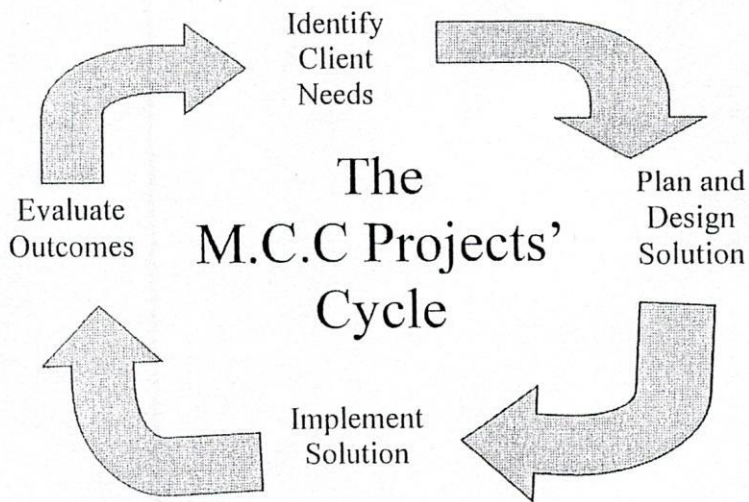 Identify
Client
Needs
Plan and
Design
Solution
Implement
Solution
Evaluate
Outcomes
The
M.C.C Projects’
Cycle